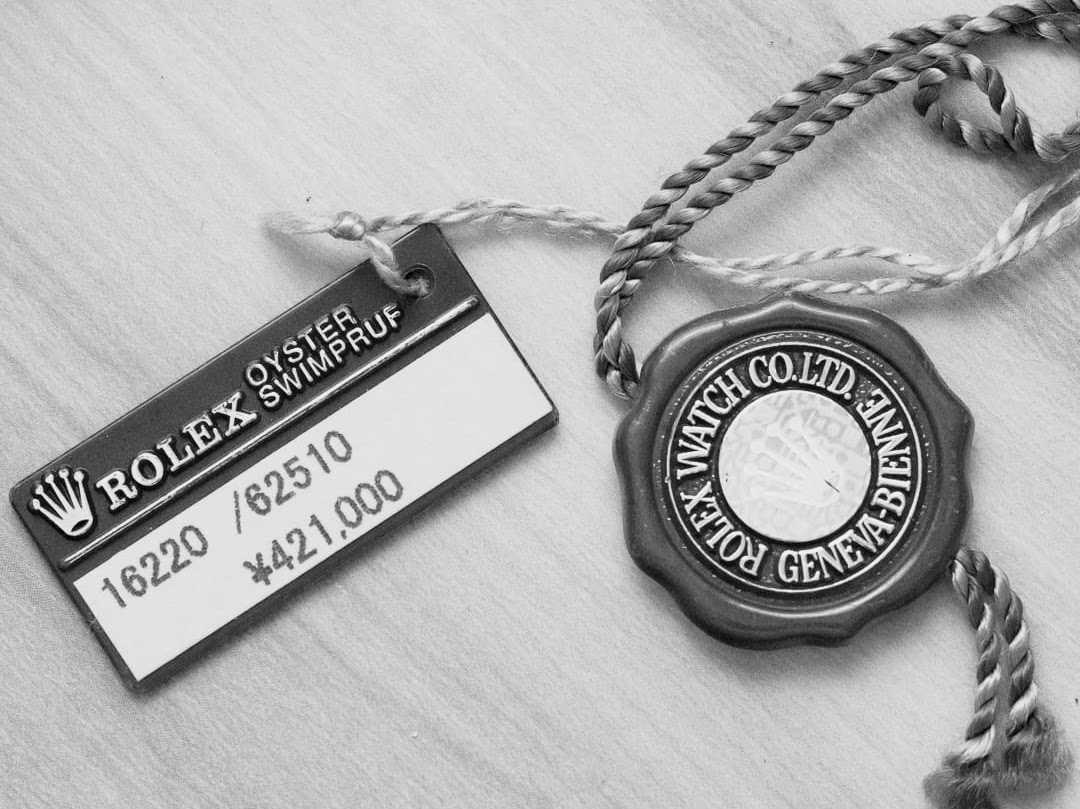 ROLEX
OYSTER
SWIMPRUF
16220 /62510
¥421,000
ROLEX WATCH CO.LTD. GENEVA-BIENNE